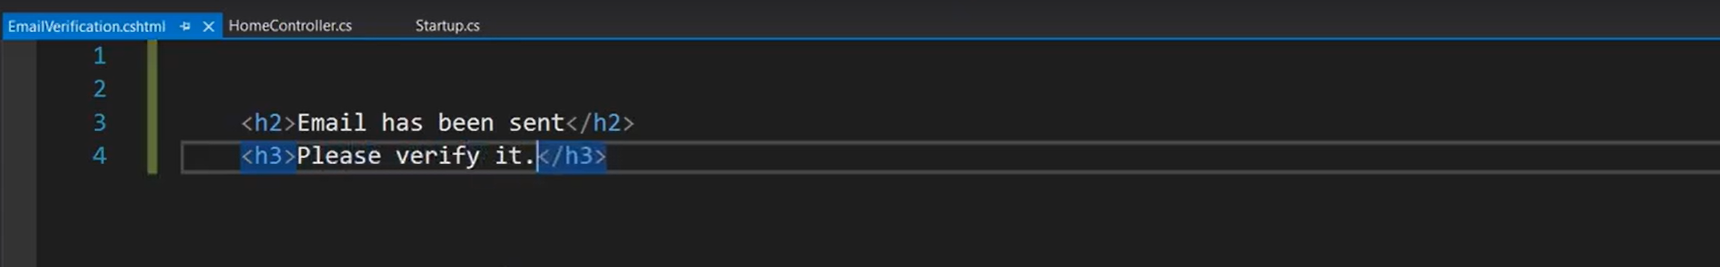 EmailVerification.cshtml HomeController.cs Startup.cs
1
2
3 <h2>Email has been sent</h2>
4 <h3>Please verify it.</h3>